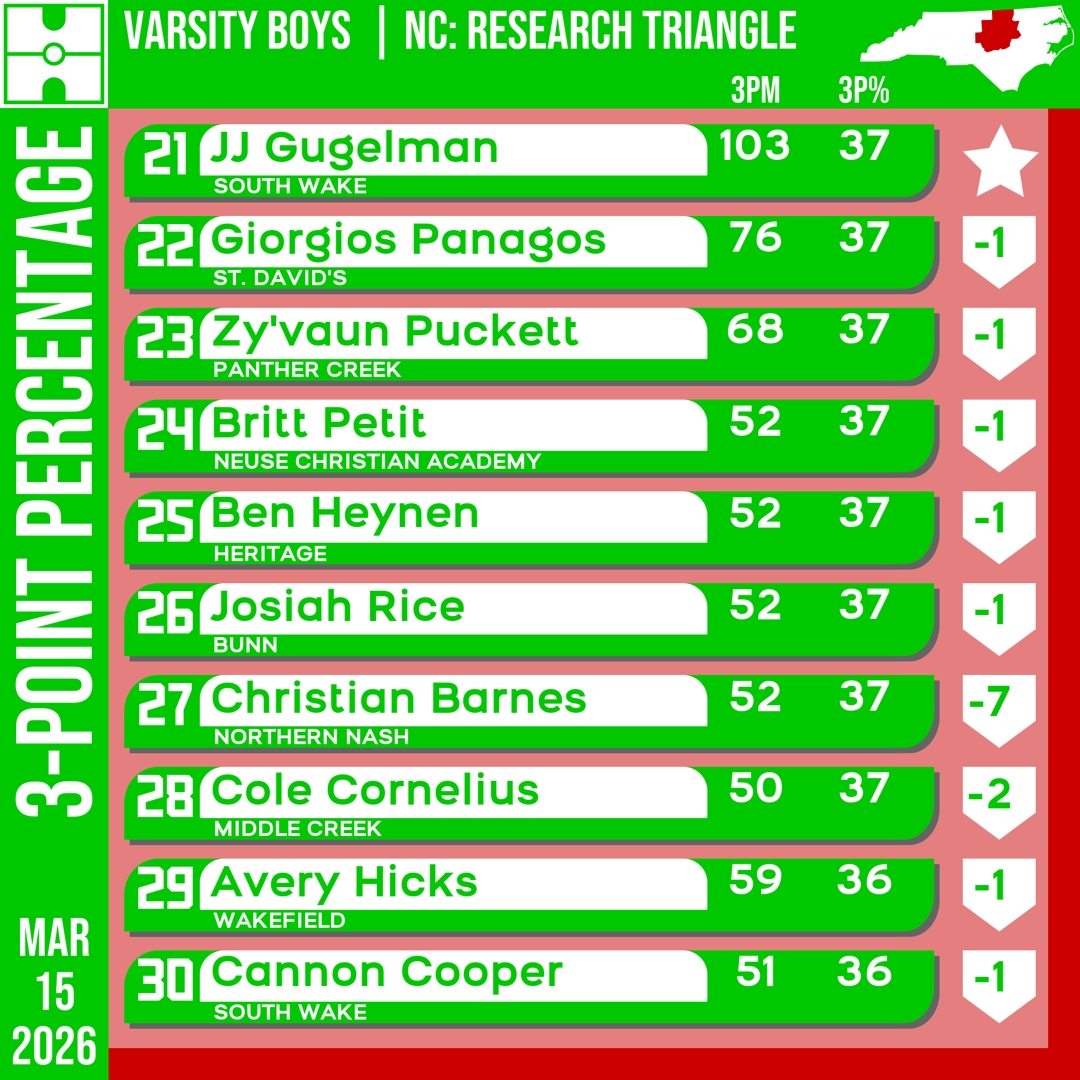 VARSITY BOYS | NC: RESEARCH TRIANGLE
3PM 3P%
3-POINT PERCENTAGE
MAR
15
2026
21 JJ Gugelman 103 37
SOUTH WAKE
22 Giorgios Panagos 76 37 -1
ST. DAVID'S
23 Zy'vaun Puckett 68 37 -1
PANTHER CREEK
24 Britt Petit 52 37 -1
NEUSE CHRISTIAN ACADEMY
25 Ben Heynen 52 37 -1
HERITAGE
26 Josiah Rice 52 37 -1
BUNN
27 Christian Barnes 52 37 -7
NORTHERN NASH
28 Cole Cornelius 50 37 -2
MIDDLE CREEK
29 Avery Hicks 59 36 -1
WAKEFIELD
30 Cannon Cooper 51 36 -1
SOUTH WAKE